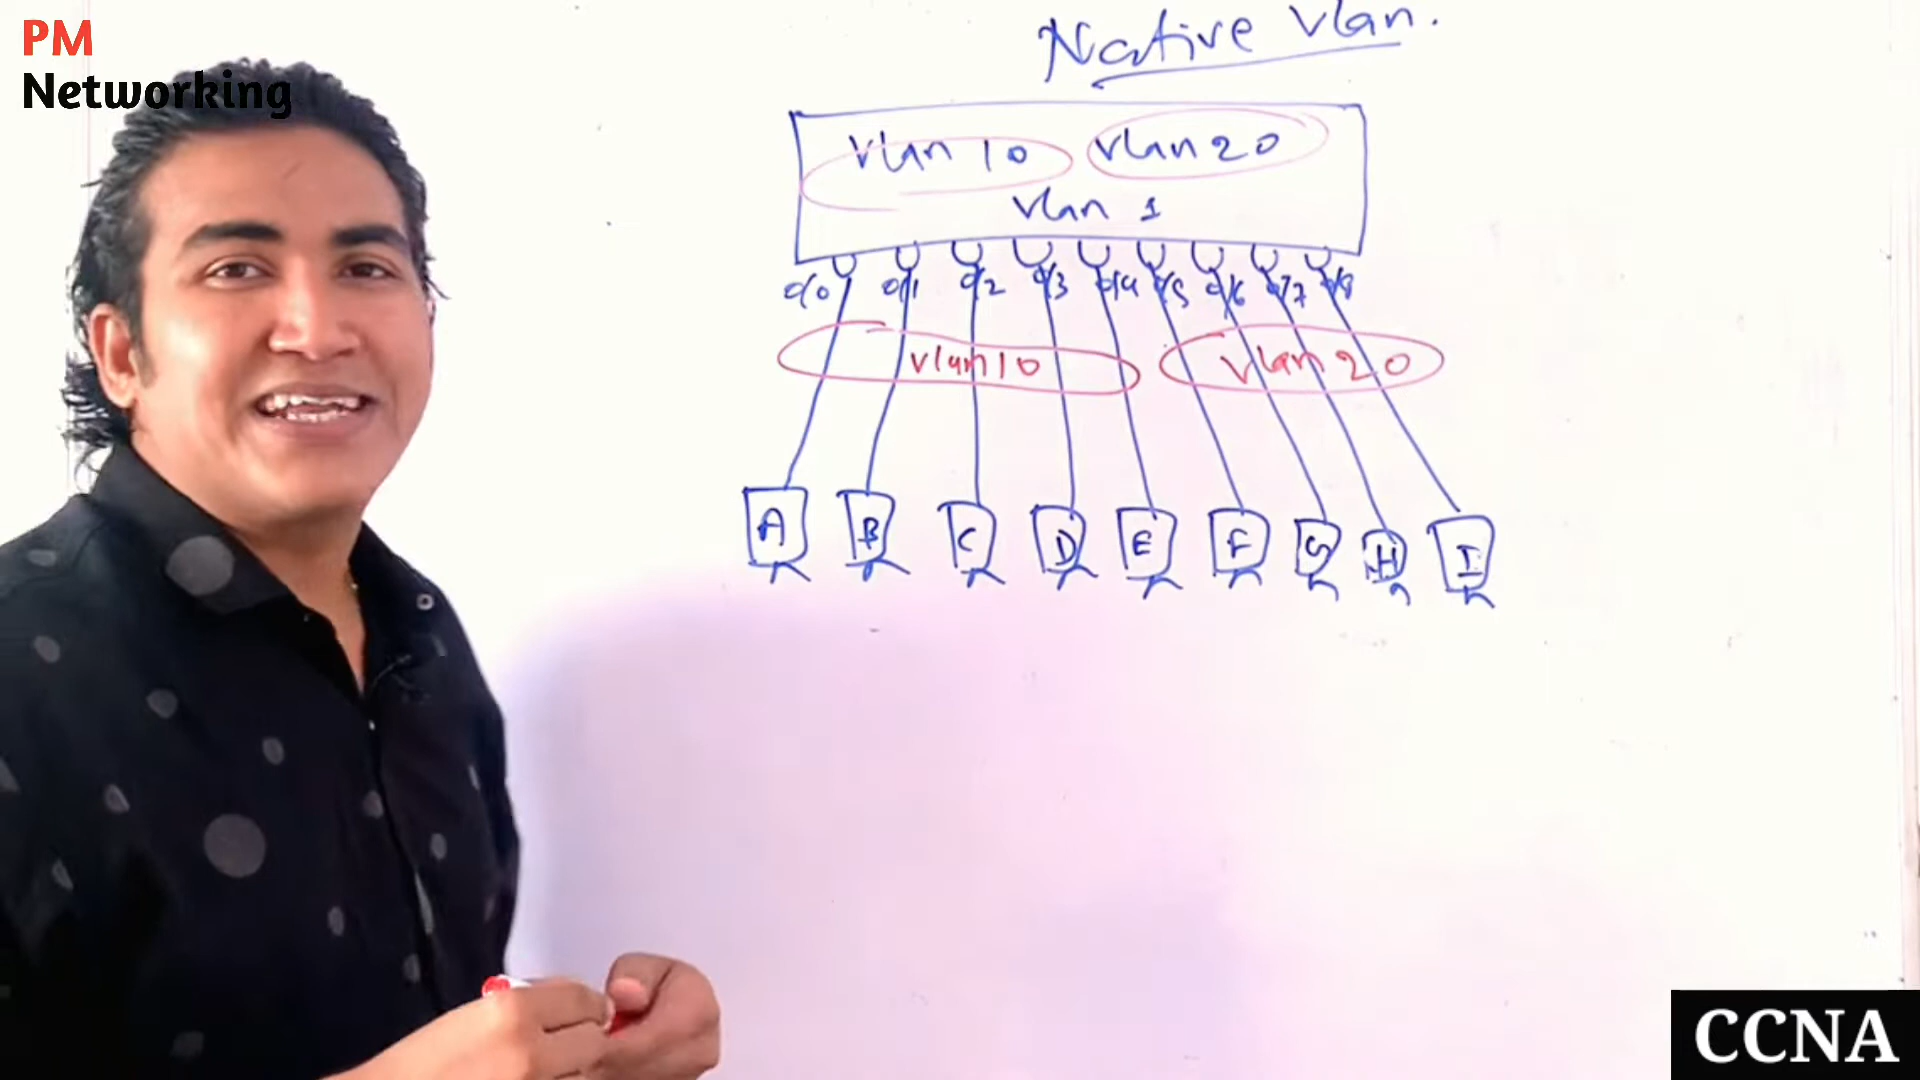 PM
Networking
Native Vlan.
Vlan 10 Vlan 20
Vlan 1
0/0 0/1 0/2 0/3 0/4 0/5 0/6 0/7 0/8
Vlan 10 Vlan 20
A B C D E F G H I
CCNA